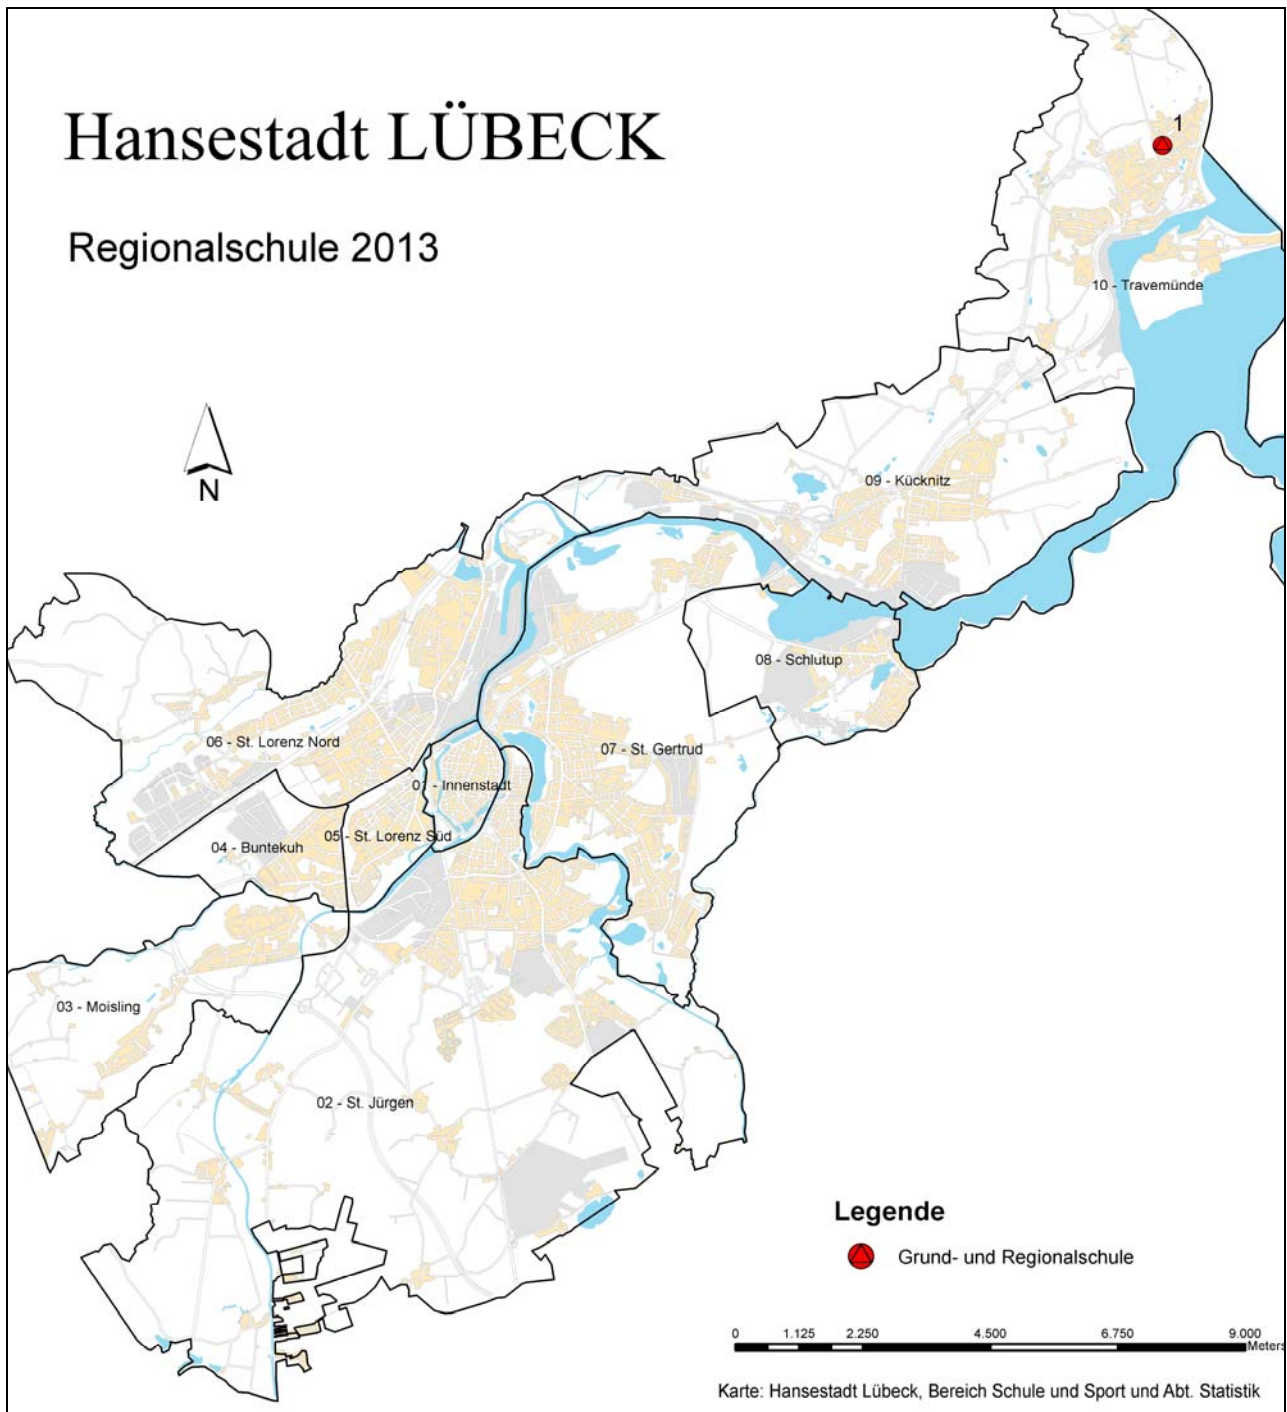 Hansestadt LÜBECK
Regionalschule 2013
1
10 - Travemünde
N
09 - Kücknitz
08 - Schlutup
06 - St. Lorenz Nord
07 - St. Gertrud
01 - Innenstadt
05 - St. Lorenz Süd
04 - Buntekuh
03 - Moisling
02 - St. Jürgen
Legende
Grund- und Regionalschule
0 1.125 2.250 4.500 6.750 9.000
Meters
Karte: Hansestadt Lübeck, Bereich Schule und Sport und Abt. Statistik